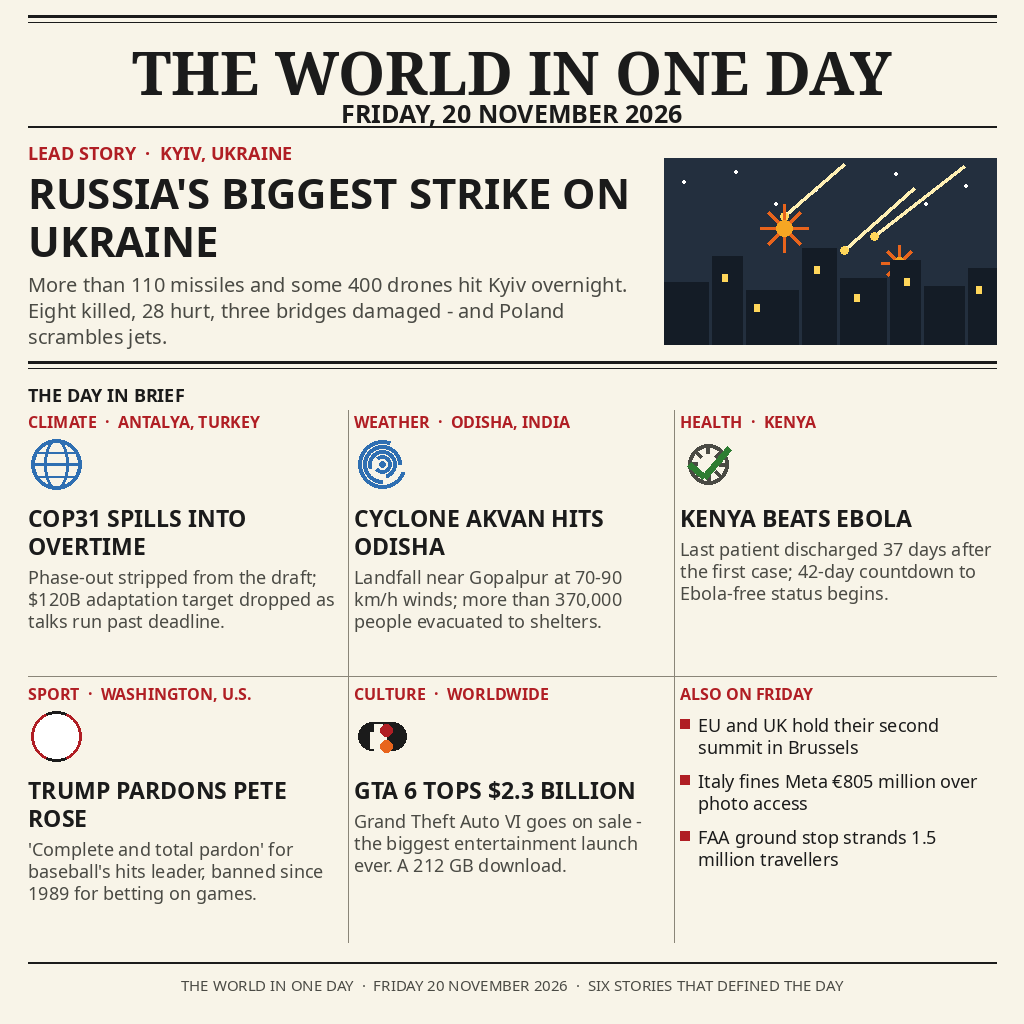 THE WORLD IN ONE DAY
FRIDAY, 20 NOVEMBER 2026
LEAD STORY · KYIV, UKRAINE
RUSSIA'S BIGGEST STRIKE ON
UKRAINE
More than 110 missiles and some 400 drones hit Kyiv overnight.
Eight killed, 28 hurt, three bridges damaged - and Poland
scrambles jets.
THE DAY IN BRIEF
CLIMATE · ANTALYA, TURKEY
COP31 SPILLS INTO
OVERTIME
Phase-out stripped from the draft;
$120B adaptation target dropped as
talks run past deadline.
WEATHER · ODISHA, INDIA
CYCLONE AKVAN HITS
ODISHA
Landfall near Gopalpur at 70-90
km/h winds; more than 370,000
people evacuated to shelters.
HEALTH · KENYA
KENYA BEATS EBOLA
Last patient discharged 37 days after
the first case; 42-day countdown to
Ebola-free status begins.
SPORT · WASHINGTON, U.S.
TRUMP PARDONS PETE
ROSE
'Complete and total pardon' for
baseball's hits leader, banned since
1989 for betting on games.
CULTURE · WORLDWIDE
GTA 6 TOPS $2.3 BILLION
Grand Theft Auto VI goes on sale -
the biggest entertainment launch
ever. A 212 GB download.
ALSO ON FRIDAY
EU and UK hold their second
summit in Brussels
Italy fines Meta €805 million over
photo access
FAA ground stop strands 1.5
million travellers
THE WORLD IN ONE DAY · FRIDAY 20 NOVEMBER 2026 · SIX STORIES THAT DEFINED THE DAY